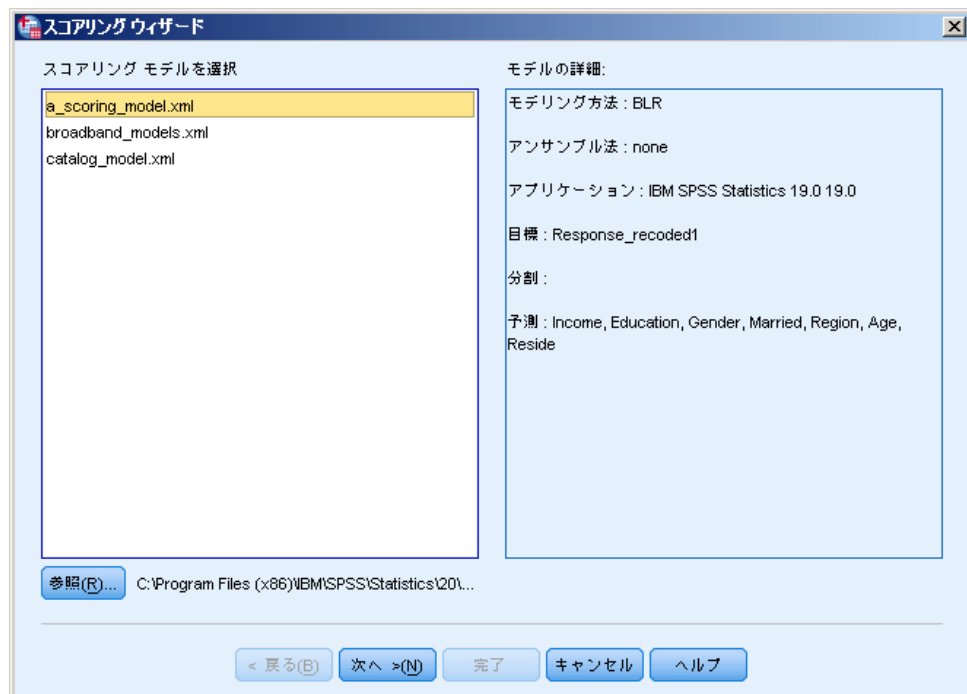 スコアリング ウィザード
スコアリング モデルを選択
a_scoring_model.xml
broadband_models.xml
catalog_model.xml
モデルの詳細:
モデリング方法 : BLR
アンサンブル法 : none
アプリケーション : IBM SPSS Statistics 19.0 19.0
目標 : Response_recoded1
分割 :
予測 : Income, Education, Gender, Married, Region, Age,
Reside
参照(R)... C:\Program Files (x86)\IBM\SPSS\Statistics\20\...
< 戻る(B) 次へ >(N) 完了 キャンセル ヘルプ